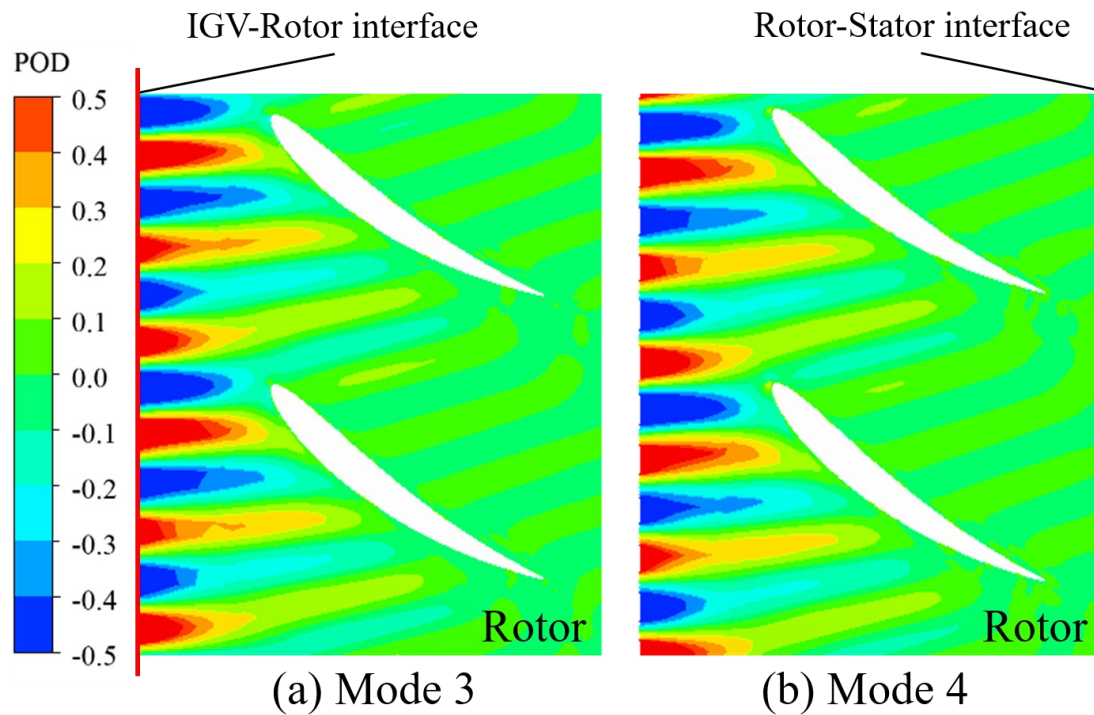 IGV-Rotor interface
Rotor-Stator interface
POD
0.5
0.4
0.3
0.2
0.1
0.0
-0.1
-0.2
-0.3
-0.4
-0.5
Rotor
Rotor
(a) Mode 3
(b) Mode 4